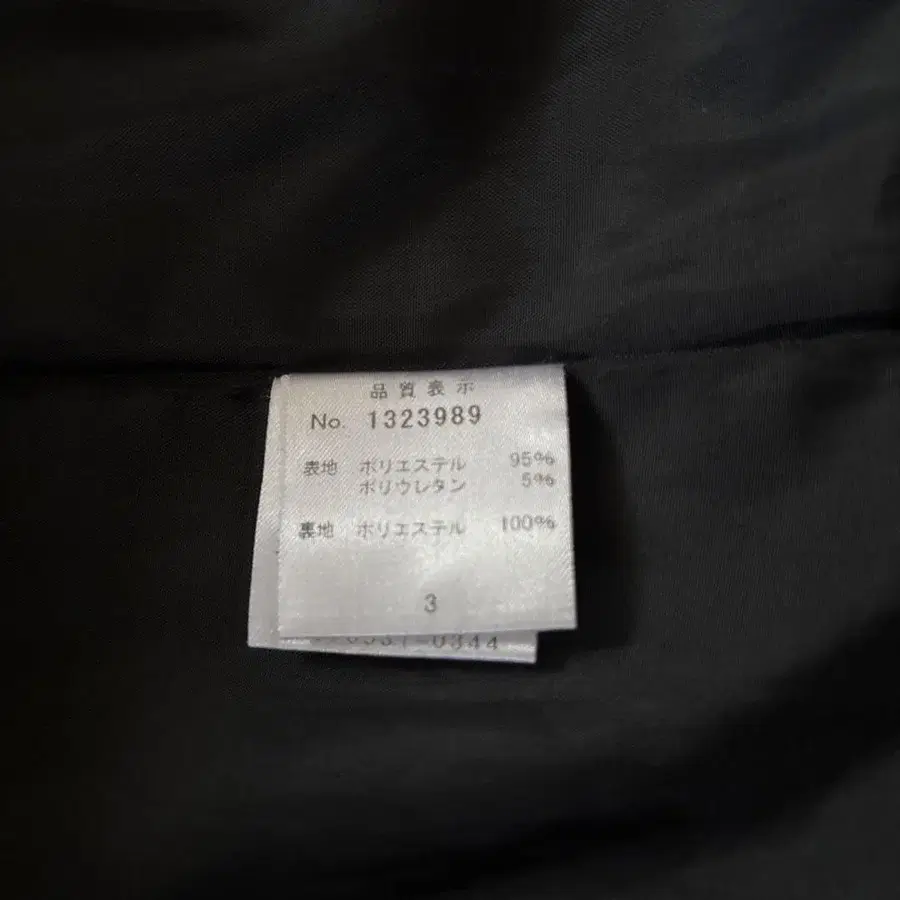 品質表示
No. 1323989
表地 ポリエステル 95%
ポリウレタン 5%
裏地 ポリエステル 100%
3